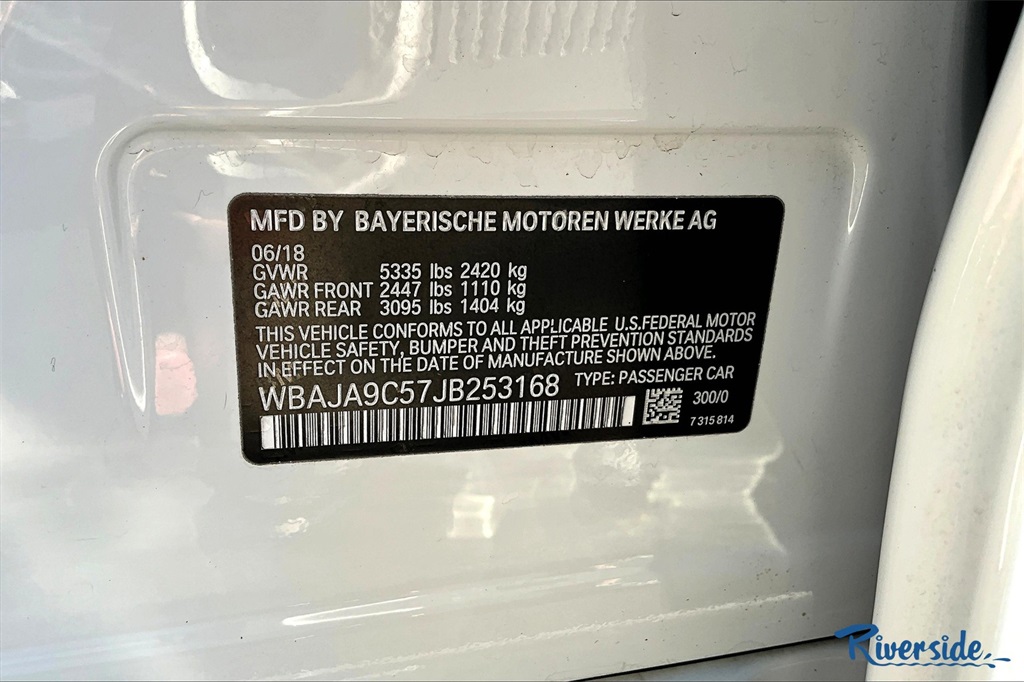 MFD BY BAYERISCHE MOTOREN WERKE AG
06/18
GVWR 5335 lbs 2420 kg
GAWR FRONT 2447 lbs 1110 kg
GAWR REAR 3095 lbs 1404 kg
THIS VEHICLE CONFORMS TO ALL APPLICABLE U.S.FEDERAL MOTOR
VEHICLE SAFETY, BUMPER AND THEFT PREVENTION STANDARDS
IN EFFECT ON THE DATE OF MANUFACTURE SHOWN ABOVE.
WBAJA9C57JB253168 TYPE: PASSENGER CAR
300/0
7 315 814
Riverside